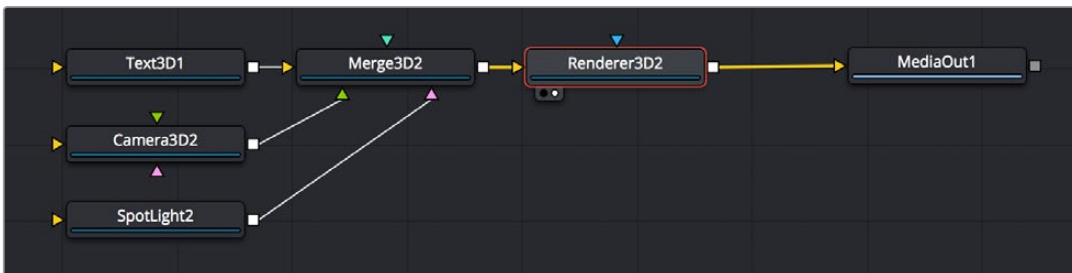 Text3D1
Merge3D2
Renderer3D2
MediaOut1
Camera3D2
SpotLight2